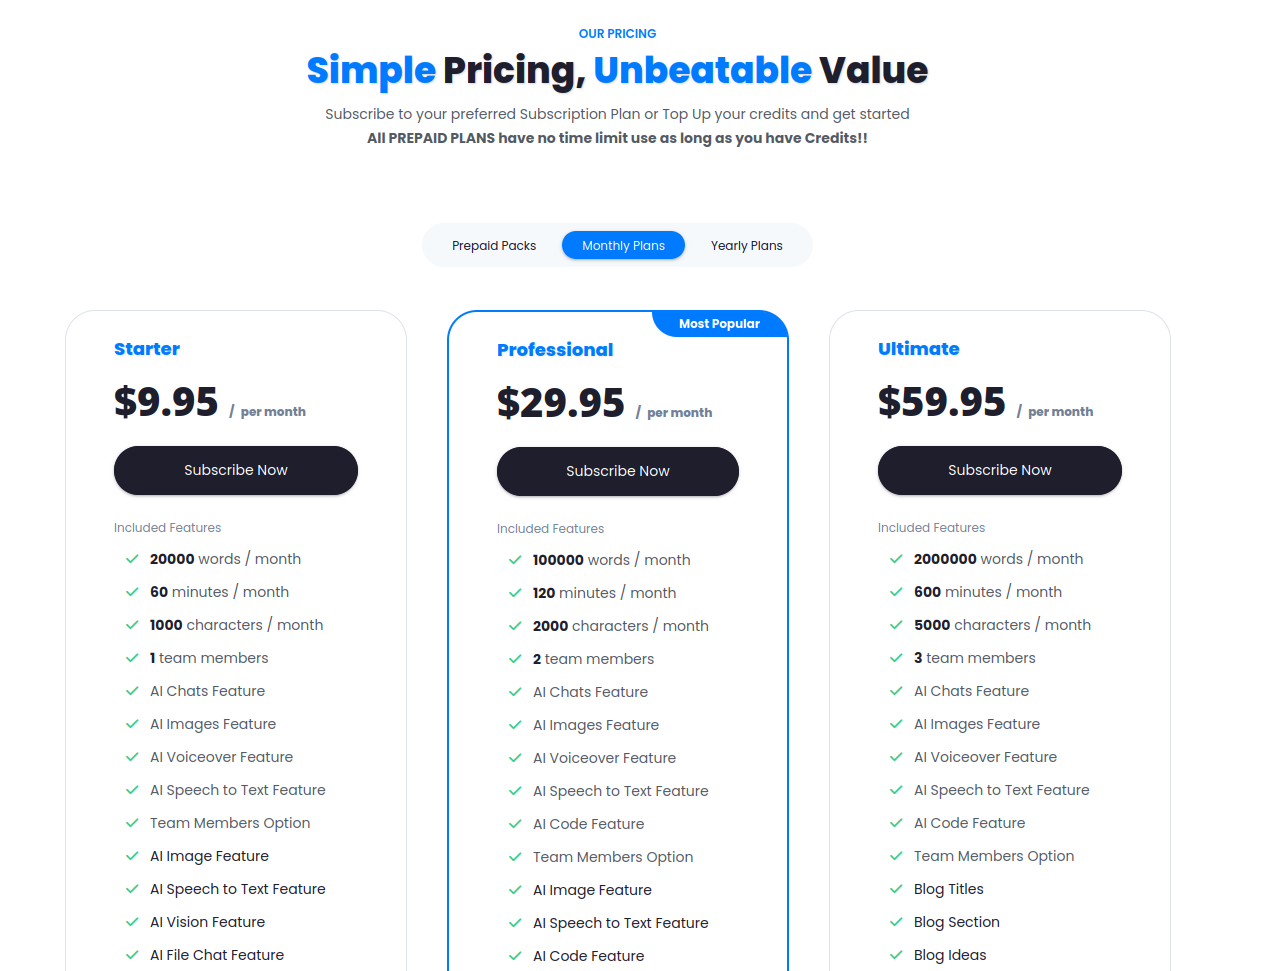 OUR PRICING
Simple Pricing, Unbeatable Value
Subscribe to your preferred Subscription Plan or Top Up your credits and get started
All PREPAID PLANS have no time limit use as long as you have Credits!!
Prepaid Packs
Monthly Plans
Yearly Plans
Starter
$9.95 / per month
Subscribe Now
Included Features
20000 words / month
60 minutes / month
1000 characters / month
1 team members
AI Chats Feature
AI Images Feature
AI Voiceover Feature
AI Speech to Text Feature
Team Members Option
AI Image Feature
AI Speech to Text Feature
AI Vision Feature
AI File Chat Feature
Most Popular
Professional
$29.95 / per month
Subscribe Now
Included Features
100000 words / month
120 minutes / month
2000 characters / month
2 team members
AI Chats Feature
AI Images Feature
AI Voiceover Feature
AI Speech to Text Feature
AI Code Feature
Team Members Option
AI Image Feature
AI Speech to Text Feature
AI Code Feature
Ultimate
$59.95 / per month
Subscribe Now
Included Features
2000000 words / month
600 minutes / month
5000 characters / month
3 team members
AI Chats Feature
AI Images Feature
AI Voiceover Feature
AI Speech to Text Feature
AI Code Feature
Team Members Option
Blog Titles
Blog Section
Blog Ideas